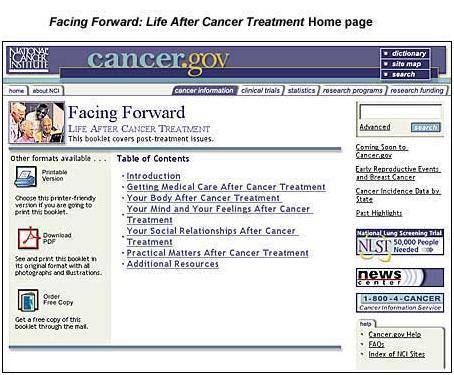 Facing Forward: Life After Cancer Treatment Home page
NATIONAL
CANCER
INSTITUTE
cancer.gov
dictionary
site map
search
home
about NCI
cancer information
clinical trials
statistics
research programs
research funding
Facing Forward
LIFE AFTER CANCER TREATMENT
This booklet covers post-treatment issues.
Advanced
search
Other formats available . . .
Printable
Version
Choose this printer-friendly
version if you are going to
print this booklet.
Download
PDF
See and print this booklet in
its original format with all
photographs and illustrations.
Order
Free Copy
Get a free copy of this
booklet through the mail.
Table of Contents
· Introduction
· Getting Medical Care After Cancer Treatment
· Your Body After Cancer Treatment
· Your Mind and Your Feelings After Cancer
Treatment
· Your Social Relationships After Cancer
Treatment
· Practical Matters After Cancer Treatment
· Additional Resources
Coming Soon to
Cancer.gov
Early Reproductive Events
and Breast Cancer
Cancer Incidence Data by
State
Past Highlights
National Lung Screening Trial
NLST
50,000 People
Needed
news
center
1-800-4-CANCER
Cancer Information Service
help
• Cancer.gov Help
• FAQs
• Index of NCI Sites